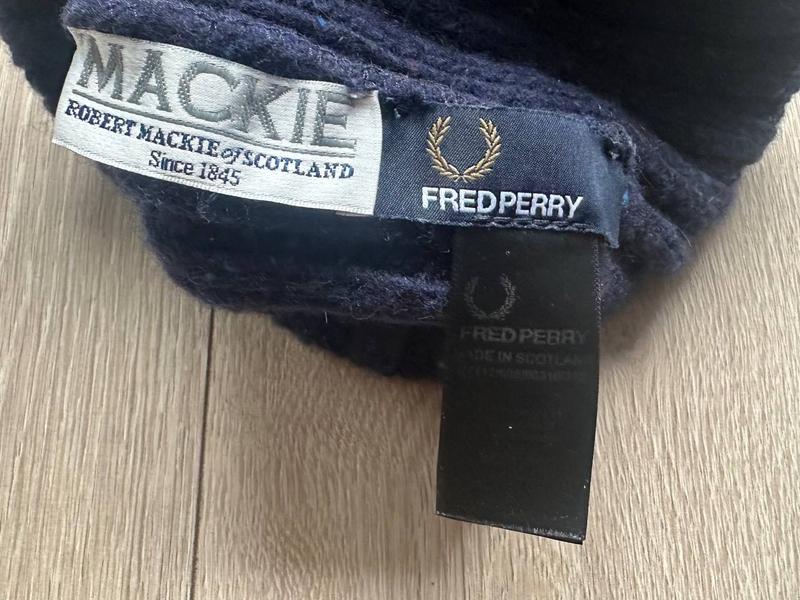 MACKIE
ROBERT MACKIE of SCOTLAND
Since 1845
FRED PERRY
FRED PERRY
MADE IN SCOTLAND